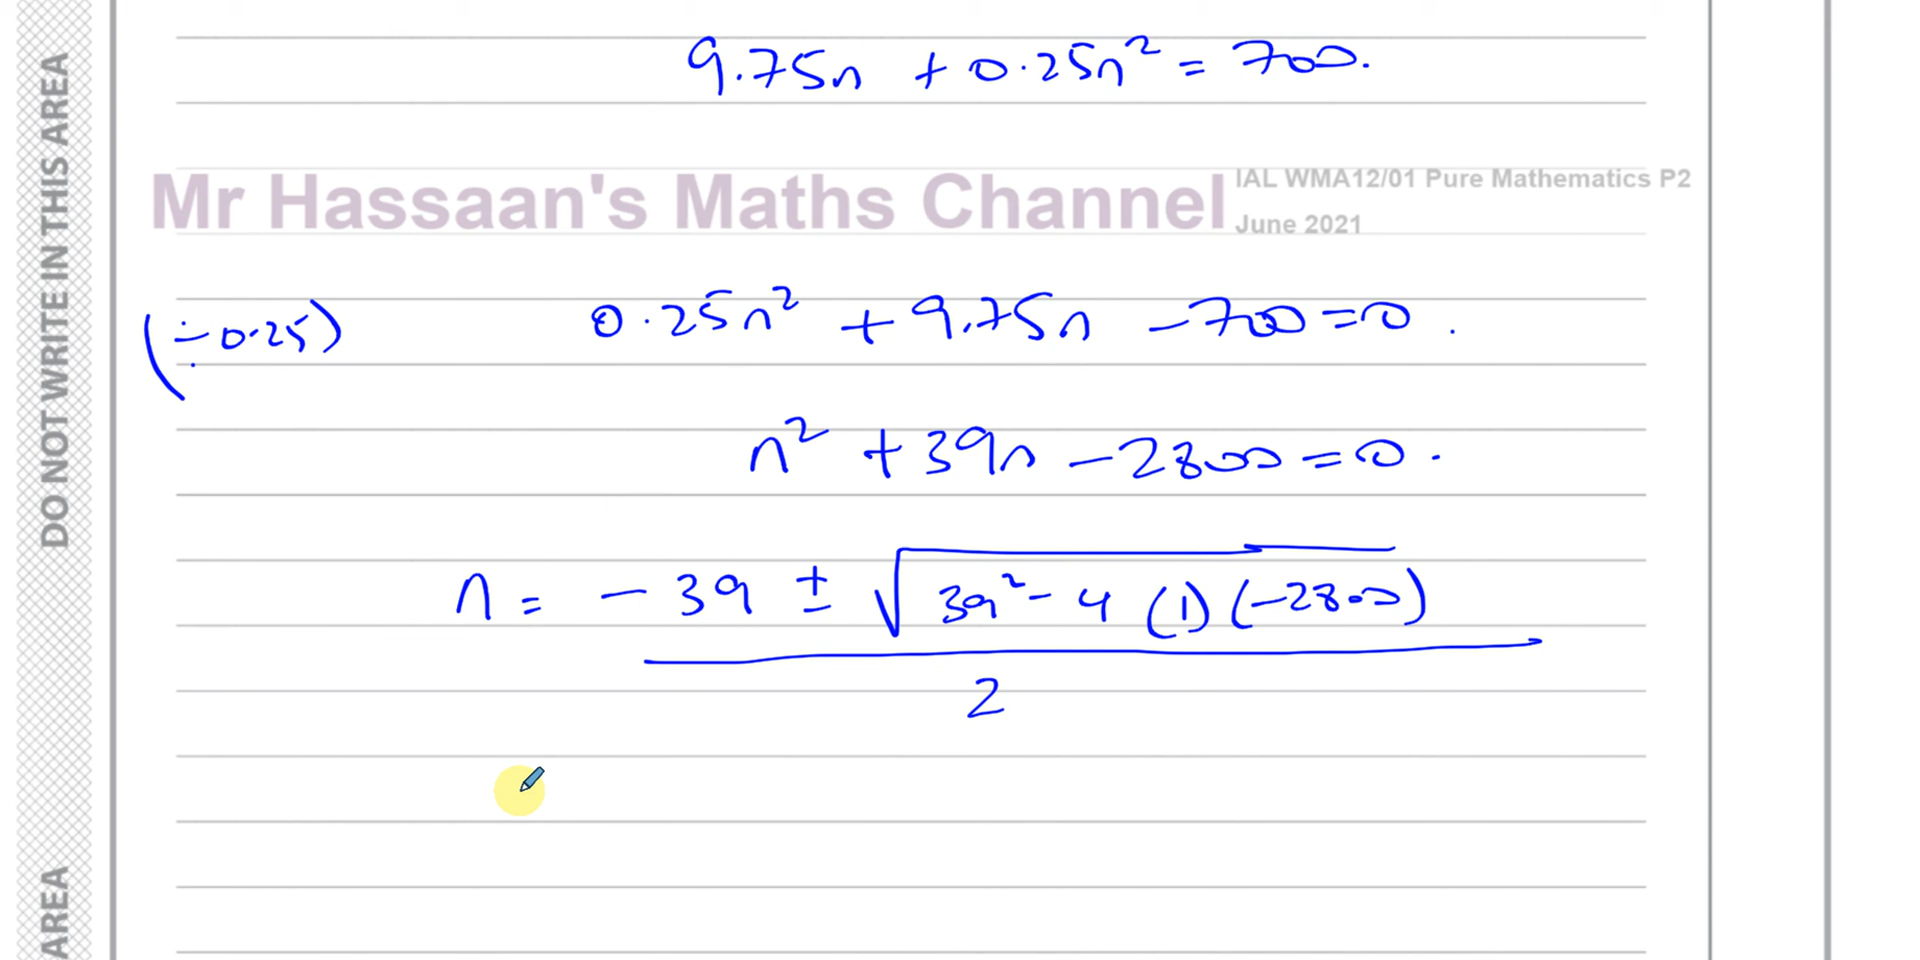 9.75n + 0.25n² = 700.
Mr Hassaan's Maths Channel
IAL WMA12/01 Pure Mathematics P2
June 2021
(÷0.25) 0.25n² + 9.75n - 700 = 0.
n² + 39n - 2800 = 0.
n = - 39 ± √39² - 4 (1) (-2800)
2
DO NOT WRITE IN THIS AREA
AREA